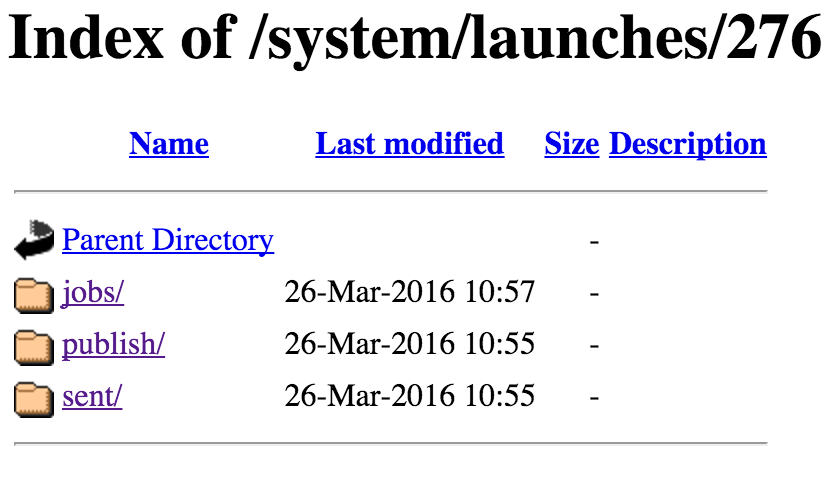 Index of /system/launches/276
Name Last modified Size Description
Parent Directory -
jobs/ 26-Mar-2016 10:57 -
publish/ 26-Mar-2016 10:55 -
sent/ 26-Mar-2016 10:55 -